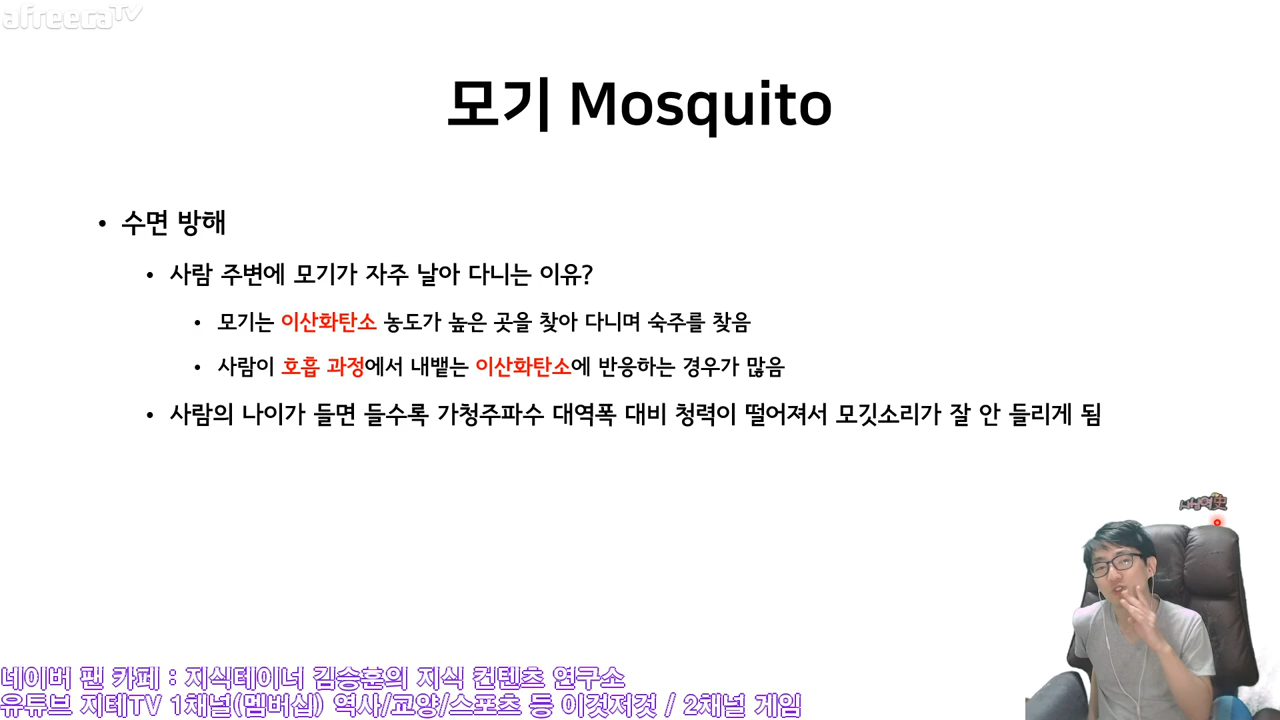 afreecaTV
모기 Mosquito
• 수면 방해
• 사람 주변에 모기가 자주 날아 다니는 이유?
• 모기는 이산화탄소 농도가 높은 곳을 찾아 다니며 숙주를 찾음
• 사람이 호흡 과정에서 내뱉는 이산화탄소에 반응하는 경우가 많음
• 사람의 나이가 들면 들수록 가청주파수 대역폭 대비 청력이 떨어져서 모깃소리가 잘 안 들리게 됨
네이버 팬 카페 : 지식테이너 김승훈의 지식 컨텐츠 연구소
유튜브 지테TV 1채널(멤버십) 역사/교양/스포츠 등 이것저것 / 2채널 게임